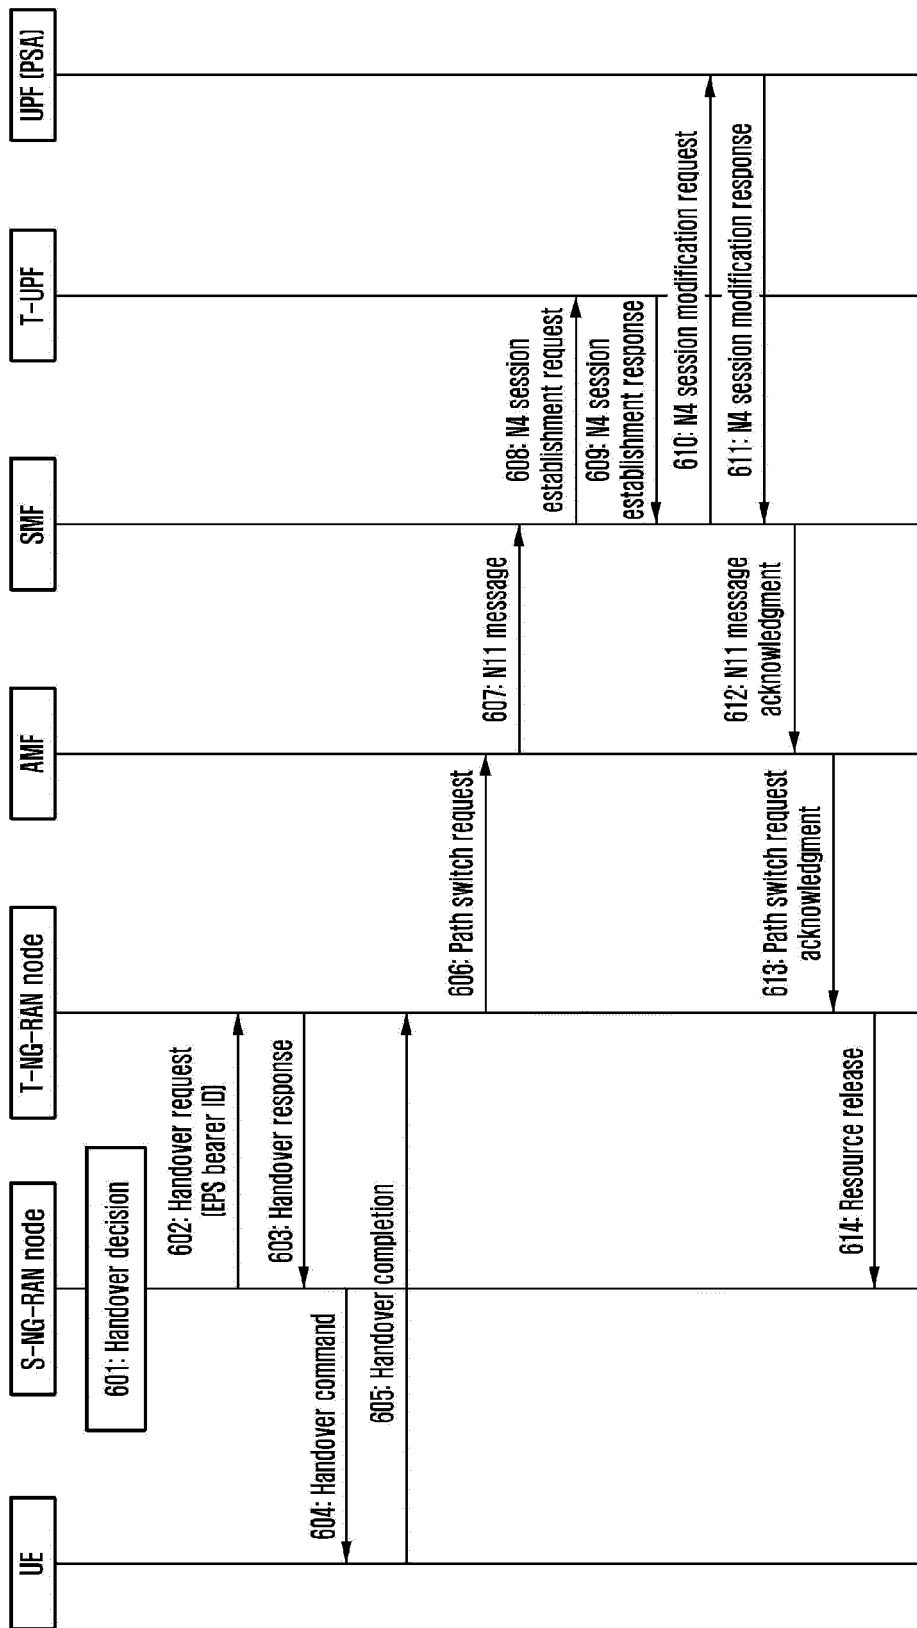 UE
S-NG-RAN node
T-NG-RAN node
AMF
SMF
T-UPF
UPF (PSA)
601: Handover decision
602: Handover request
(EPS bearer ID)
603: Handover response
604: Handover command
605: Handover completion
606: Path switch request
607: N11 message
608: N4 session
establishment request
609: N4 session
establishment response
610: N4 session modification request
611: N4 session modification response
612: N11 message
acknowledgment
613: Path switch request
acknowledgment
614: Resource release